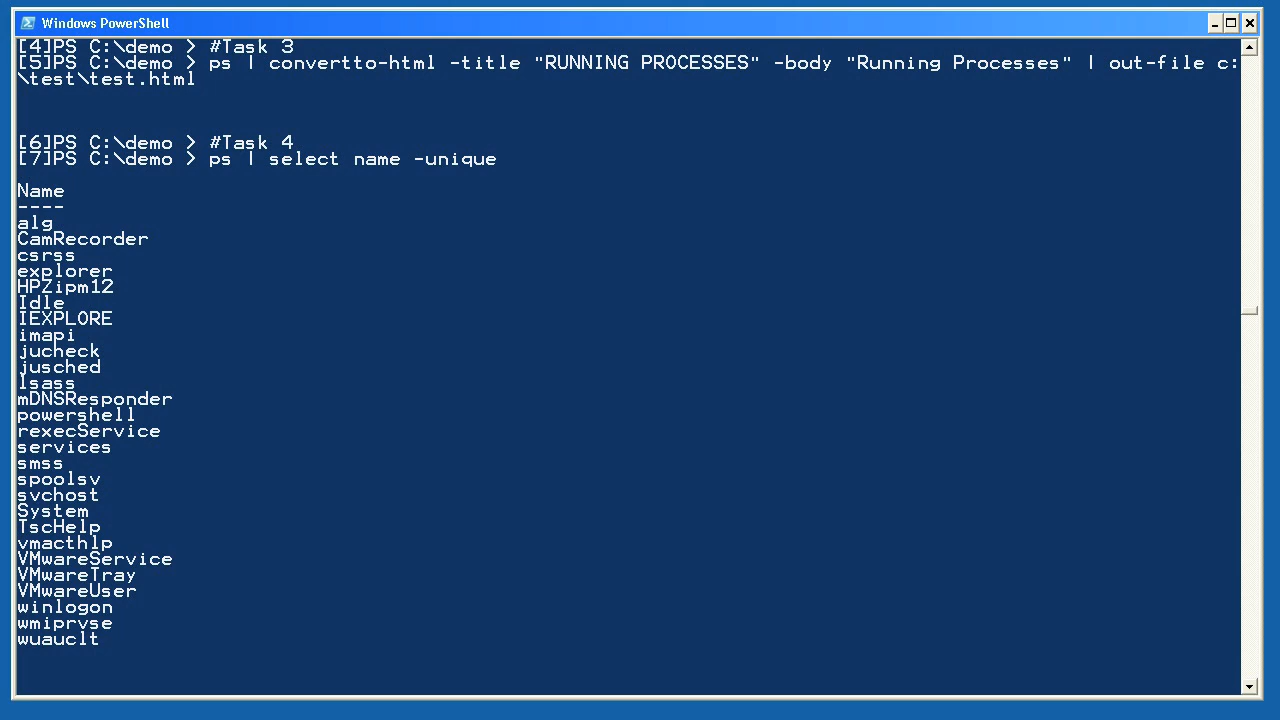 Windows PowerShell
[4]PS C:\demo > #Task 3
[5]PS C:\demo > ps | convertto-html -title "RUNNING PROCESSES" -body "Running Processes" | out-file c:
\test\test.html
[6]PS C:\demo > #Task 4
[7]PS C:\demo > ps | select name -unique
Name
----
alg
CamRecorder
csrss
explorer
HPZipm12
Idle
IEXPLORE
imapi
jucheck
jusched
lsass
mDNSResponder
powershell
rexecService
services
smss
spoolsv
svchost
System
TscHelp
vmacthlp
VMwareService
VMwareTray
VMwareUser
winlogon
wmiprvse
wuauclt